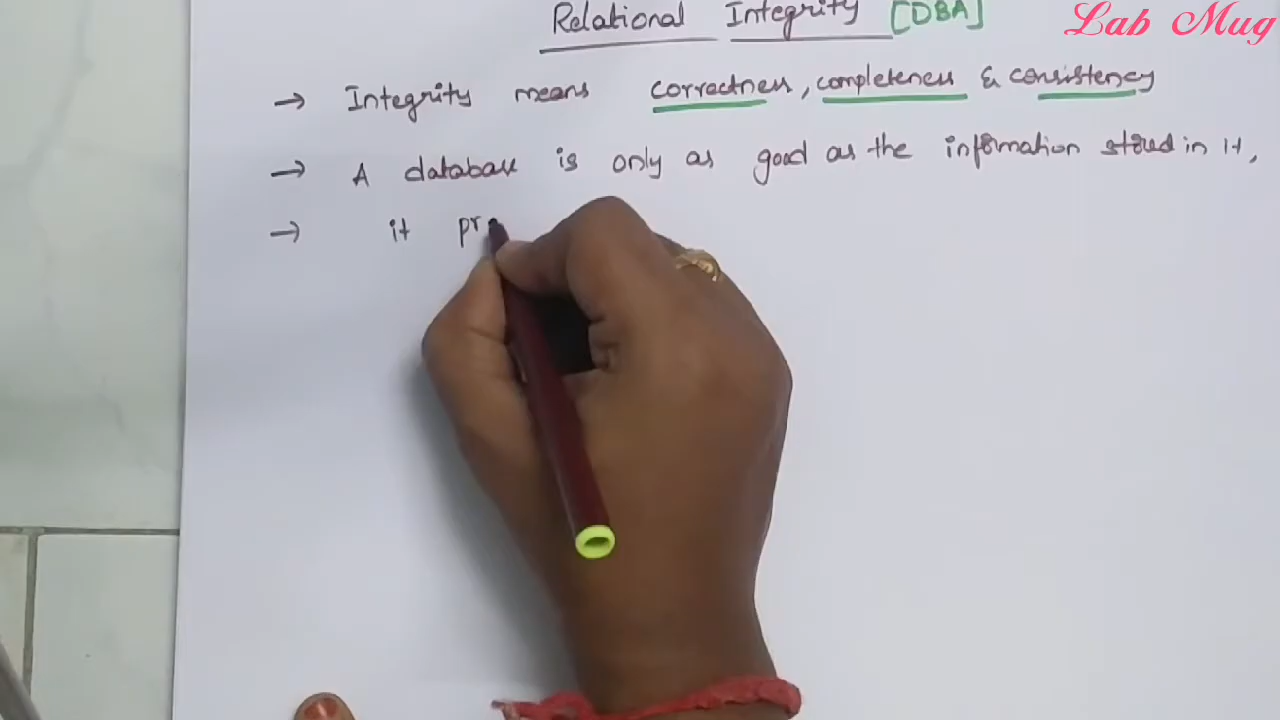 Relational Integrity [DBA]
Lab Mug
→ Integrity means correctness, completeness & consistency
→ A database is only as good as the information stored in it,
→ it pr